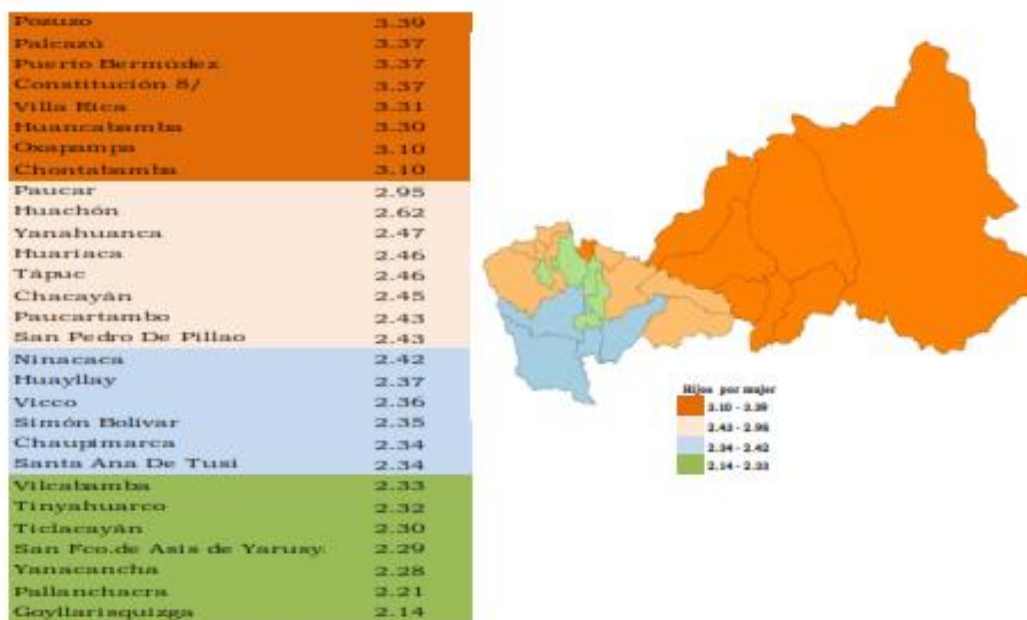 Pozuzo 3.39
Palcazú 3.37
Puerto Bermúdez 3.37
Constitución 8/ 3.37
Villa Rica 3.31
Huancabamba 3.30
Oxapampa 3.10
Chontabamba 3.10
Paucar 2.95
Huachón 2.62
Yanahuanca 2.47
Huariaca 2.46
Tápuc 2.46
Chacayán 2.45
Paucartambo 2.43
San Pedro De Pillao 2.43
Ninacaca 2.42
Huayllay 2.37
Vicco 2.36
Simón Bolívar 2.35
Chaupimarca 2.34
Santa Ana De Tusi 2.34
Vilcabamba 2.33
Tinyahuarco 2.32
Ticlacayán 2.30
San Fco.de Asis de Yarusy 2.29
Yanacancha 2.28
Pallanchacra 2.21
Goyllarisquizga 2.14
Hijos por mujer
3.10 - 3.39
2.43 - 2.95
2.34 - 2.42
2.14 - 2.33